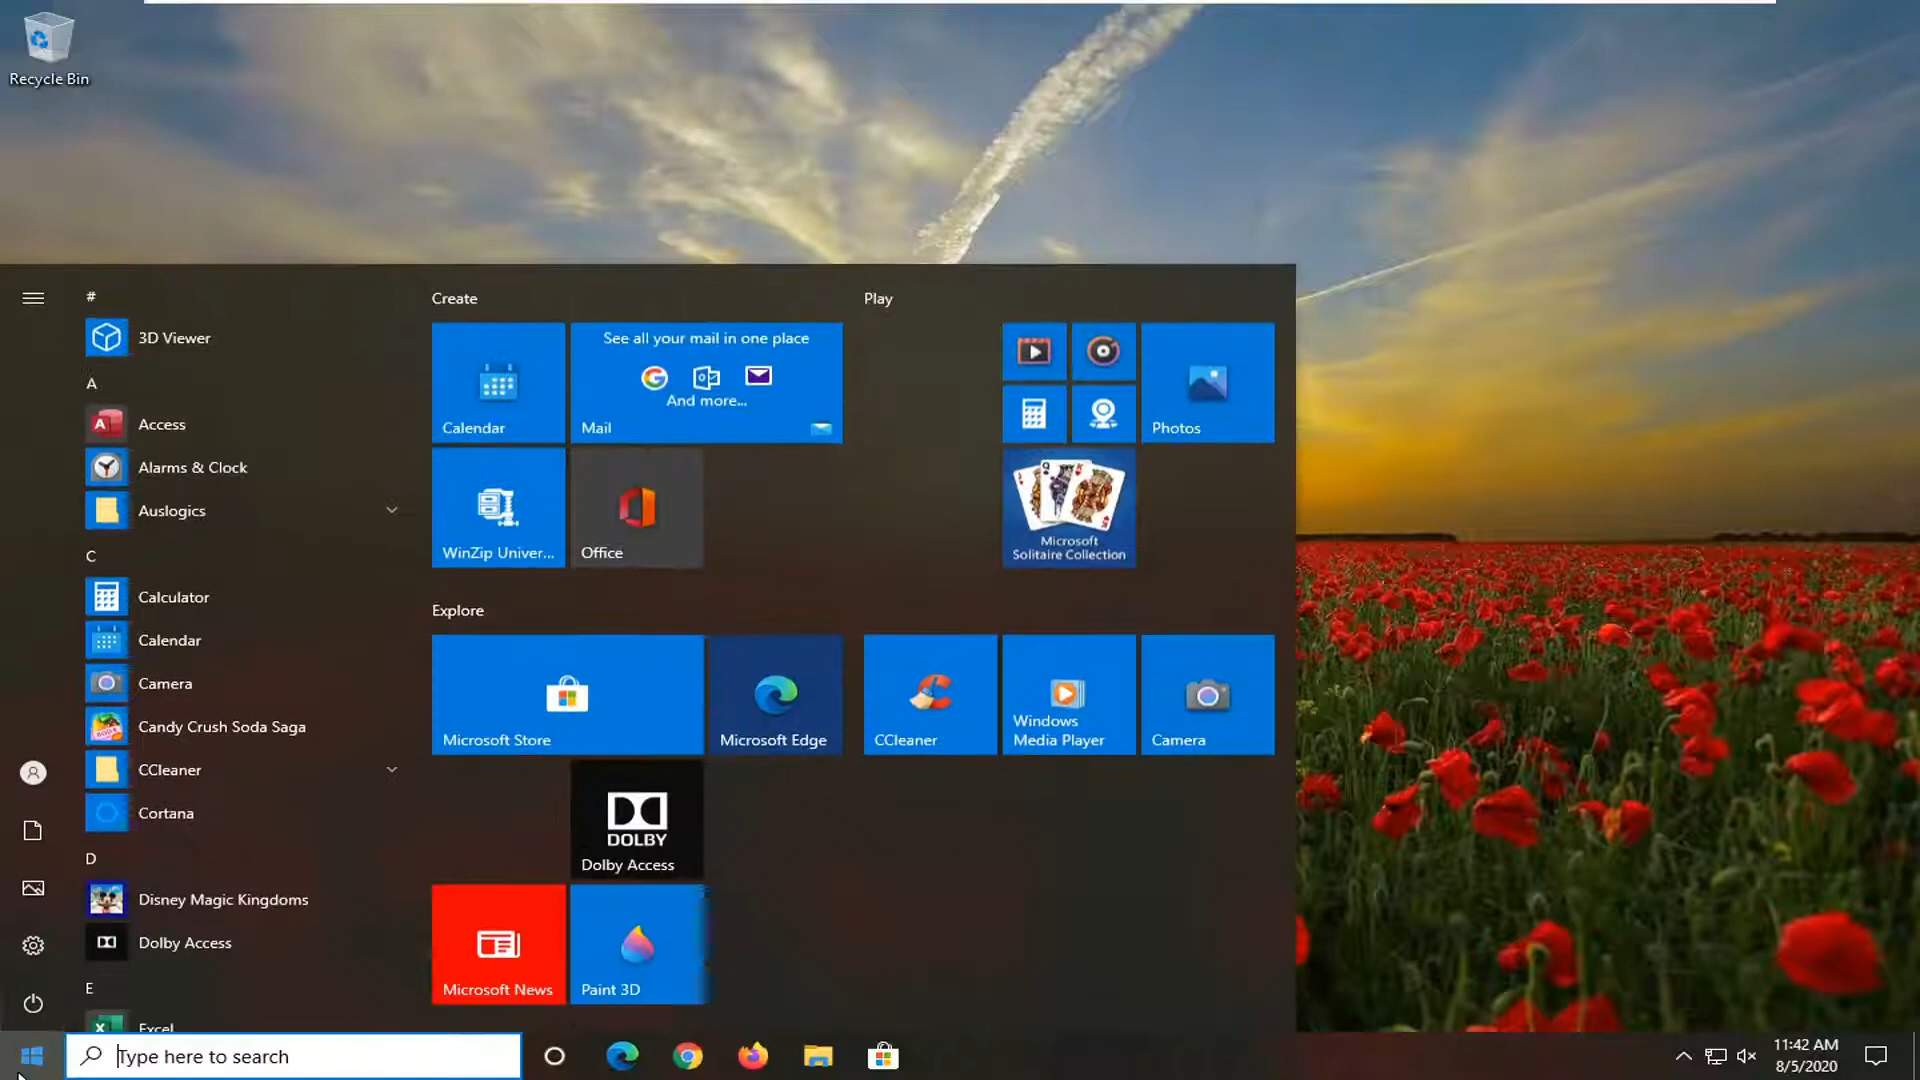 Recycle Bin
#
3D Viewer
A
Access
Alarms & Clock
Auslogics
C
Calculator
Calendar
Camera
Candy Crush Soda Saga
CCleaner
Cortana
D
Disney Magic Kingdoms
Dolby Access
E
Excel
Create
Calendar
See all your mail in one place
And more...
Mail
WinZip Univer...
Office
Explore
Microsoft Store
Microsoft Edge
DOLBY
Dolby Access
Microsoft News
Paint 3D
Play
Photos
Microsoft
Solitaire Collection
CCleaner
Windows
Media Player
Camera
Type here to search
11:42 AM
8/5/2020